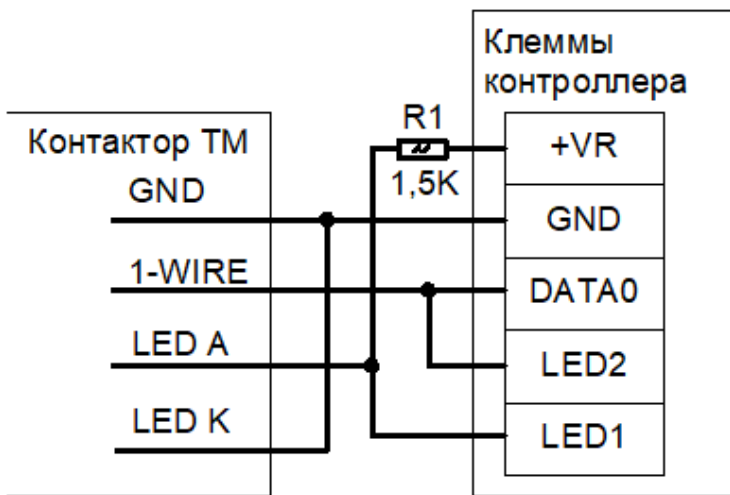 Клеммы
контроллера
R1
1,5K
Контактор ТМ
GND
1-WIRE
LED A
LED K
+VR
GND
DATA0
LED2
LED1